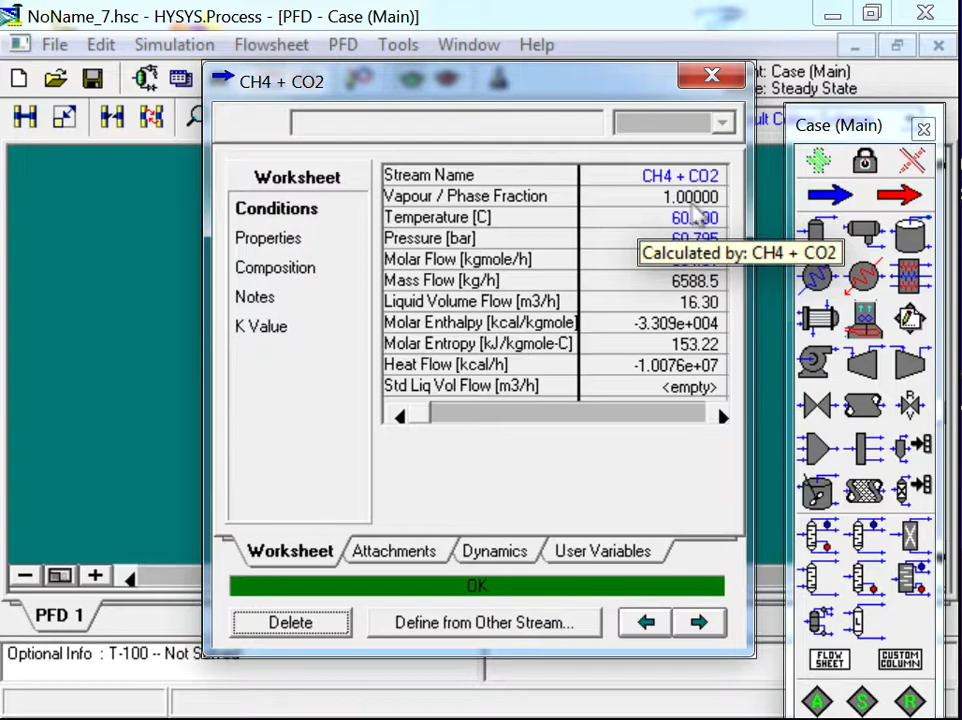 NoName_7.hsc - HYSYS.Process - [PFD - Case (Main)]
File Edit Simulation Flowsheet PFD Tools Window Help
CH4 + CO2
Case (Main)
Steady State
Case (Main)
Worksheet
Conditions
Properties
Composition
Notes
K Value
Stream Name CH4 + CO2
Vapour / Phase Fraction 1.00000
Temperature [C]
Pressure [bar] 60.795
Molar Flow [kgmole/h]
Mass Flow [kg/h] 6588.5
Liquid Volume Flow [m3/h] 16.30
Molar Enthalpy [kcal/kgmole] -3.309e+004
Molar Entropy [kJ/kgmole-C] 153.22
Heat Flow [kcal/h] -1.0076e+07
Std Liq Vol Flow [m3/h] <empty>
Calculated by: CH4 + CO2
Worksheet Attachments Dynamics User Variables
OK
Delete Define from Other Stream...
PFD 1
Optional Info : T-100 -- Not
FLOW
SHEET
CUSTOM
COLUMN
A S R